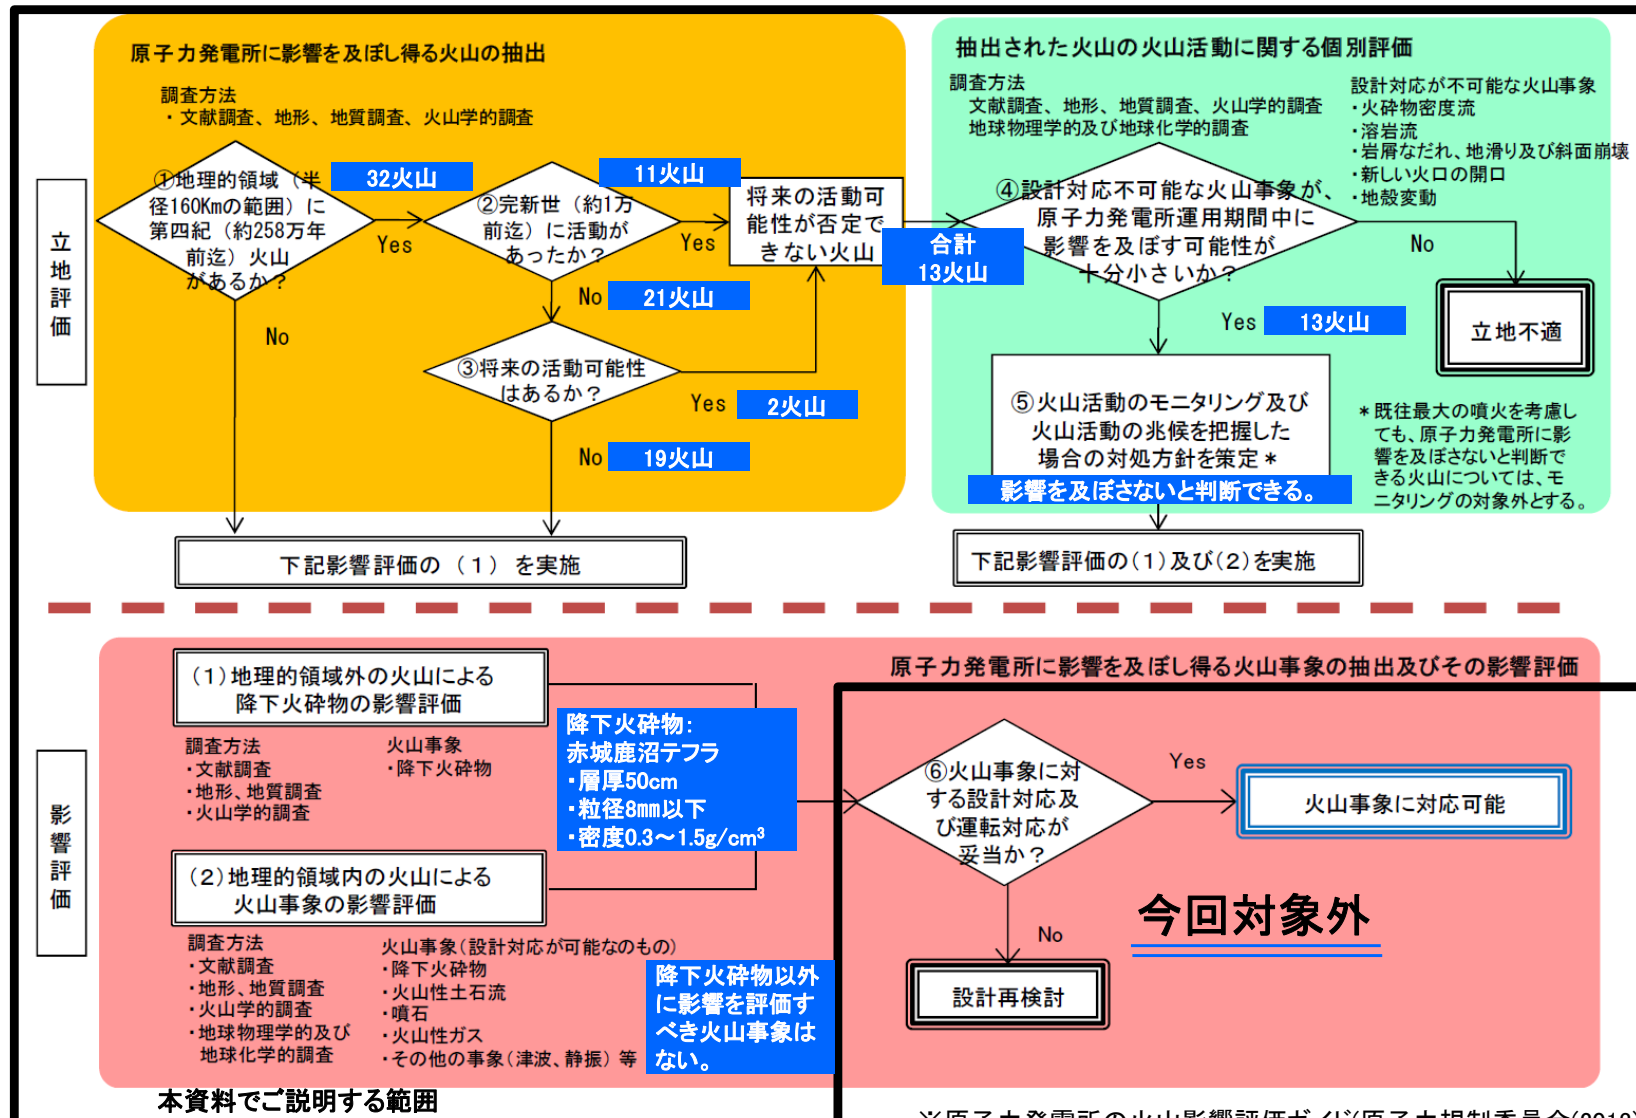 原子力発電所に影響を及ぼし得る火山の抽出
調査方法
・文献調査、地形、地質調査、火山学的調査
立地評価
①地理的領域（半
径160Kmの範囲）に
第四紀（約258万年
前迄）火山
があるか？
32火山
Yes
No
②完新世（約1万
前迄）に活動が
あったか？
11火山
Yes
No
21火山
③将来の活動可能性
はあるか？
Yes
2火山
No
19火山
将来の活動可
能性が否定で
きない火山
合計
13火山
下記影響評価の（１）を実施
抽出された火山の火山活動に関する個別評価
調査方法
文献調査、地形、地質調査、火山学的調査
地球物理学的及び地球化学的調査
設計対応が不可能な火山事象
・火砕物密度流
・溶岩流
・岩屑なだれ、地滑り及び斜面崩壊
・新しい火口の開口
・地殻変動
④設計対応不可能な火山事象が、
原子力発電所運用期間中に
影響を及ぼす可能性が
十分小さいか？
No
立地不適
Yes
13火山
⑤火山活動のモニタリング及び
火山活動の兆候を把握した
場合の対処方針を策定＊
影響を及ぼさないと判断できる。
＊既往最大の噴火を考慮し
ても、原子力発電所に影
響を及ぼさないと判断で
きる火山については、モ
ニタリングの対象外とする。
下記影響評価の(１)及び(２)を実施
影響評価
原子力発電所に影響を及ぼし得る火山事象の抽出及びその影響評価
（１）地理的領域外の火山による
降下火砕物の影響評価
調査方法
・文献調査
・地形、地質調査
・火山学的調査
火山事象
・降下火砕物
降下火砕物：
赤城鹿沼テフラ
・層厚50cm
・粒径8mm以下
・密度0.3～1.5g/cm³
（２）地理的領域内の火山による
火山事象の影響評価
調査方法
・文献調査
・地形、地質調査
・火山学的調査
・地球物理学的及び
地球化学的調査
火山事象（設計対応が可能なのもの）
・降下火砕物
・火山性土石流
・噴石
・火山性ガス
・その他の事象（津波、静振）等
降下火砕物以外
に影響を評価す
べき火山事象は
ない。
⑥火山事象に対
する設計対応及
び運転対応が
妥当か？
Yes
火山事象に対応可能
No
設計再検討
今回対象外
本資料でご説明する範囲